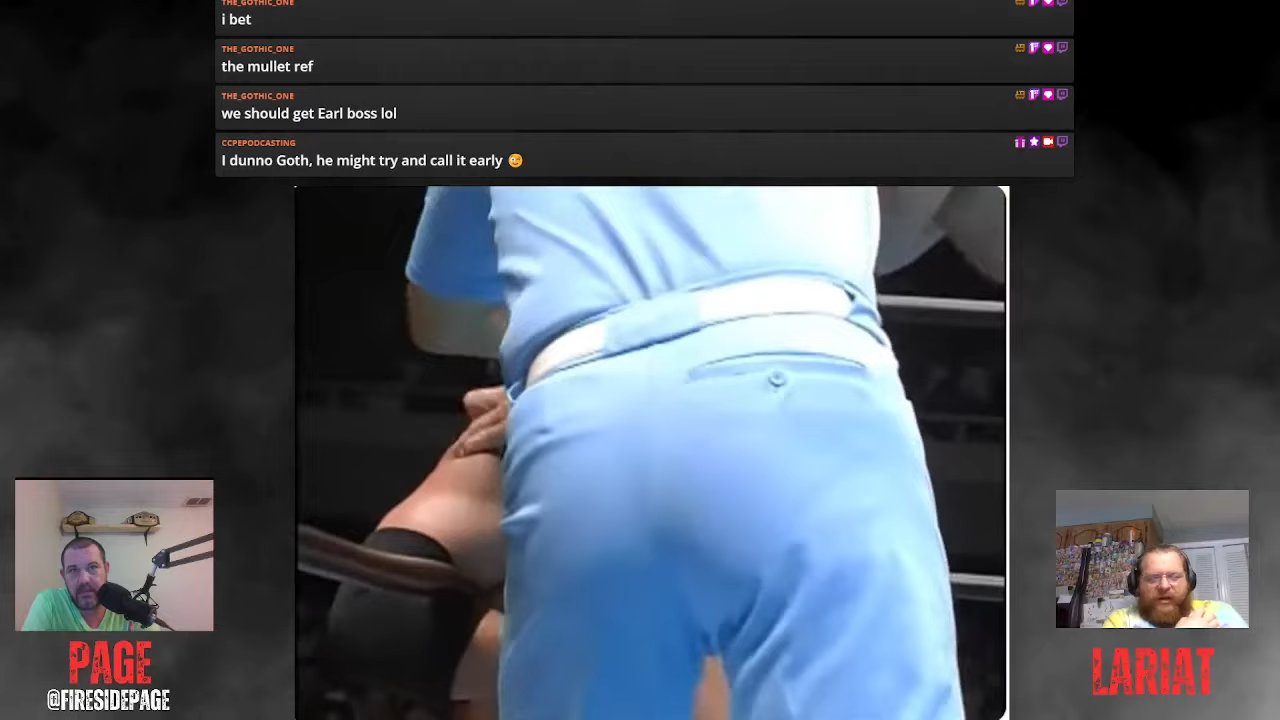 THE_GOTHIC_ONE
i bet
THE_GOTHIC_ONE
the mullet ref
THE_GOTHIC_ONE
we should get Earl boss lol
CCPEPODCASTING
I dunno Goth, he might try and call it early
PAGE
@FIRESIDEPAGE
LARIAT